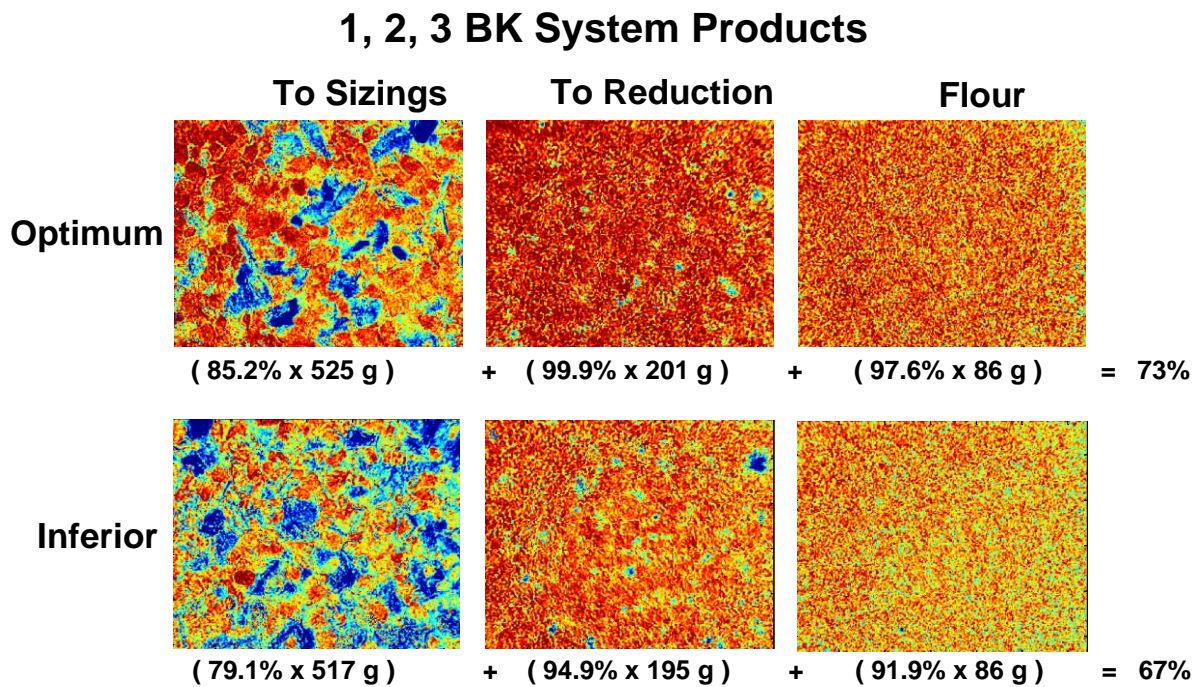 1, 2, 3 BK System Products
To Sizings To Reduction Flour
Optimum
( 85.2% x 525 g ) + ( 99.9% x 201 g ) + ( 97.6% x 86 g ) = 73%
Inferior
( 79.1% x 517 g ) + ( 94.9% x 195 g ) + ( 91.9% x 86 g ) = 67%